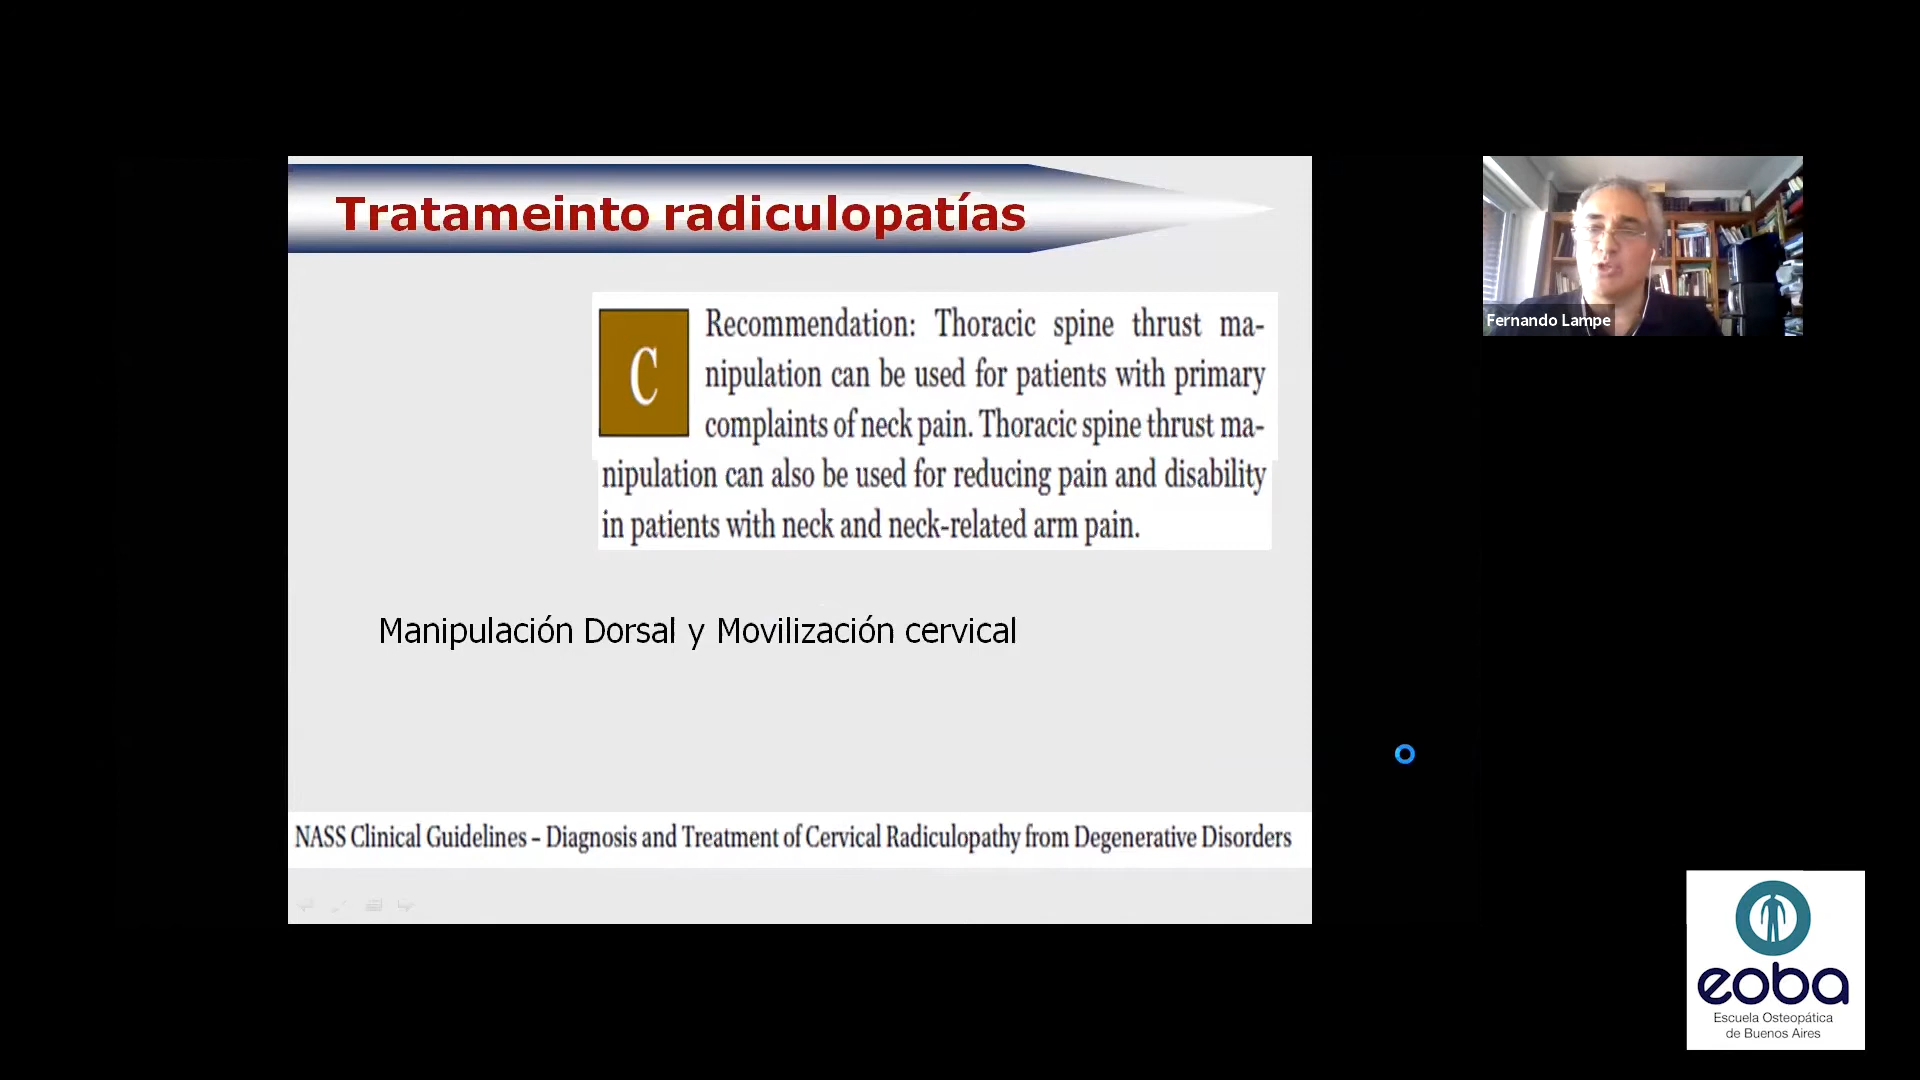 Tratameinto radiculopatías
C
Recommendation: Thoracic spine thrust ma-
nipulation can be used for patients with primary
complaints of neck pain. Thoracic spine thrust ma-
nipulation can also be used for reducing pain and disability
in patients with neck and neck-related arm pain.
Manipulación Dorsal y Movilización cervical
NASS Clinical Guidelines – Diagnosis and Treatment of Cervical Radiculopathy from Degenerative Disorders
Fernando Lampe
eoba
Escuela Osteopática
de Buenos Aires